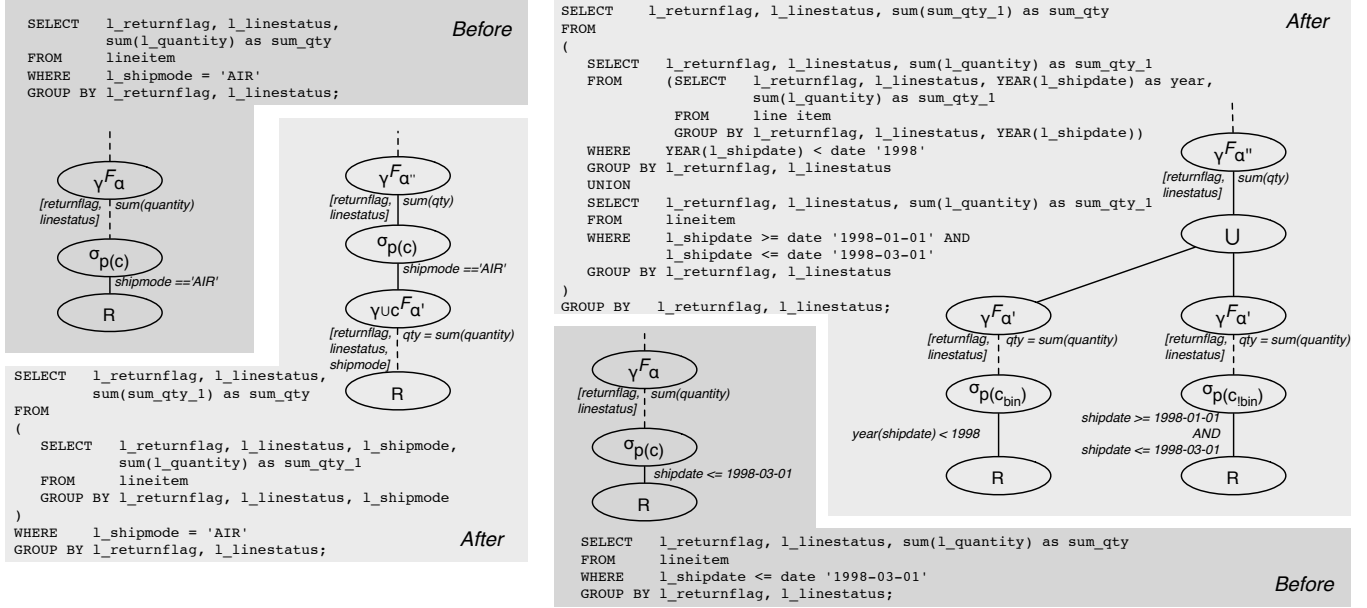 SELECT l_returnflag, l_linestatus,
sum(l_quantity) as sum_qty
FROM lineitem
WHERE l_shipmode = 'AIR'
GROUP BY l_returnflag, l_linestatus;
Before
γFα
[returnflag, linestatus]
sum(quantity)
σp(c)
shipmode =='AIR'
R
γFα''
[returnflag, linestatus]
sum(qty)
σp(c)
shipmode =='AIR'
γ∪cFα'
[returnflag, linestatus, shipmode]
qty = sum(quantity)
R
SELECT l_returnflag, l_linestatus,
sum(sum_qty_1) as sum_qty
FROM
(
SELECT l_returnflag, l_linestatus, l_shipmode,
sum(l_quantity) as sum_qty_1
FROM lineitem
GROUP BY l_returnflag, l_linestatus, l_shipmode
)
WHERE l_shipmode = 'AIR'
GROUP BY l_returnflag, l_linestatus;
After
SELECT l_returnflag, l_linestatus, sum(sum_qty_1) as sum_qty
FROM
(
SELECT l_returnflag, l_linestatus, sum(l_quantity) as sum_qty_1
FROM (SELECT l_returnflag, l_linestatus, YEAR(l_shipdate) as year,
sum(l_quantity) as sum_qty_1
FROM line item
GROUP BY l_returnflag, l_linestatus, YEAR(l_shipdate))
WHERE YEAR(l_shipdate) < date '1998'
GROUP BY l_returnflag, l_linestatus
UNION
SELECT l_returnflag, l_linestatus, sum(l_quantity) as sum_qty_1
FROM lineitem
WHERE l_shipdate >= date '1998-01-01' AND
l_shipdate <= date '1998-03-01'
GROUP BY l_returnflag, l_linestatus
)
GROUP BY l_returnflag, l_linestatus;
After
γFα"
[returnflag, linestatus]
sum(qty)
U
γFα'
[returnflag, linestatus]
qty = sum(quantity)
σp(cbin)
year(shipdate) < 1998
R
γFα'
[returnflag, linestatus]
qty = sum(quantity)
σp(c!bin)
shipdate >= 1998-01-01
AND
shipdate <= 1998-03-01
R
γFα
[returnflag, linestatus]
sum(quantity)
σp(c)
shipdate <= 1998-03-01
R
SELECT l_returnflag, l_linestatus, sum(l_quantity) as sum_qty
FROM lineitem
WHERE l_shipdate <= date '1998-03-01'
GROUP BY l_returnflag, l_linestatus;
Before